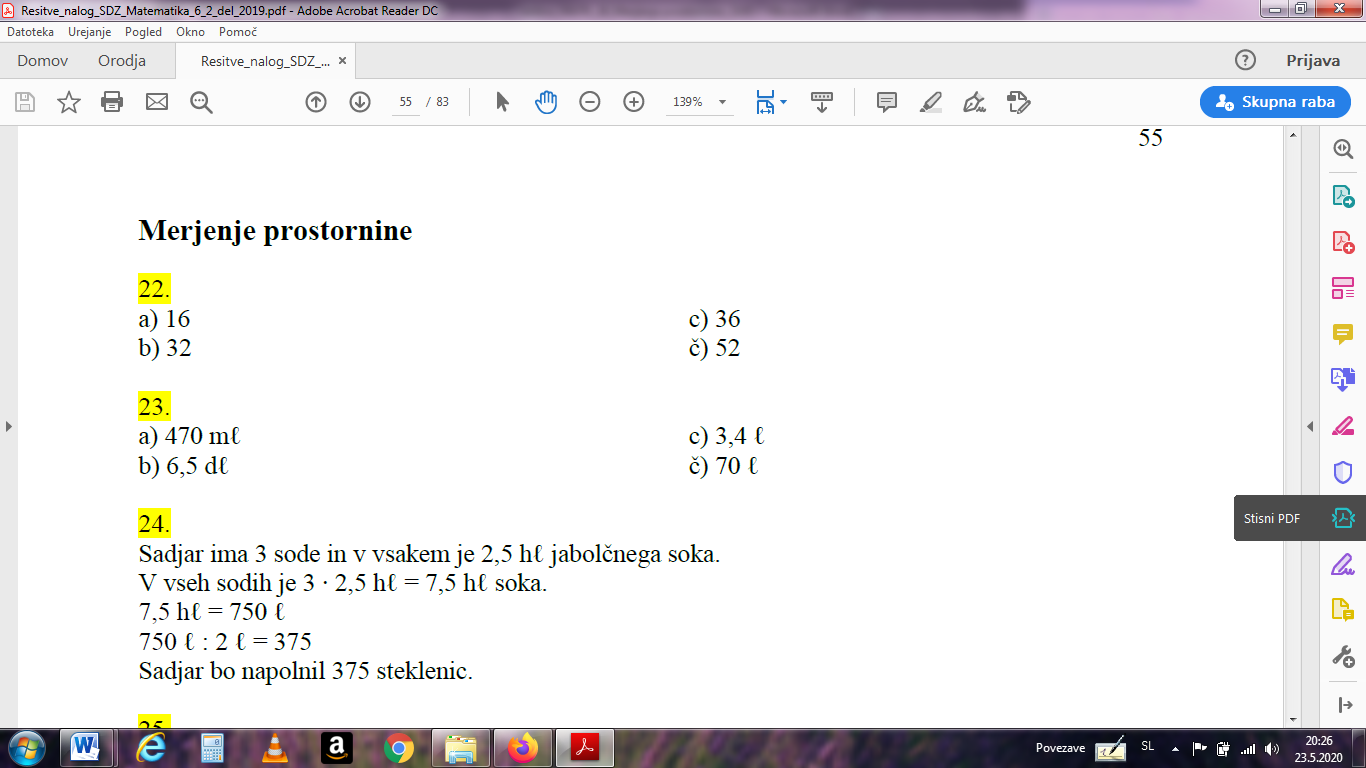 Resitve_nalog_SDZ_Matematika_6_2_del_2019.pdf - Adobe Acrobat Reader DC
Datoteka Urejanje Pogled Okno Pomoč
Domov Orodja Resitve_nalog_SDZ_... ×
55 / 83 139% Skupna raba
Prijava
55
Merjenje prostornine
22.
a) 16 c) 36
b) 32 č) 52
23.
a) 470 mℓ c) 3,4 ℓ
b) 6,5 dℓ č) 70 ℓ
24.
Sadjar ima 3 sode in v vsakem je 2,5 hℓ jabolčnega soka.
V vseh sodih je 3 · 2,5 hℓ = 7,5 hℓ soka.
7,5 hℓ = 750 ℓ
750 ℓ : 2 ℓ = 375
Sadjar bo napolnil 375 steklenic.
25.
Stisni PDF
Povezave SL 20:26
23.5.2020